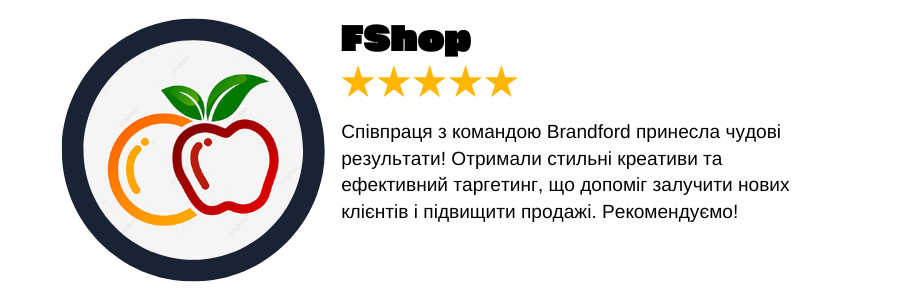 FShop
Співпраця з командою Brandford принесла чудові
результати! Отримали стильні креативи та
ефективний таргетинг, що допоміг залучити нових
клієнтів і підвищити продажі. Рекомендуємо!